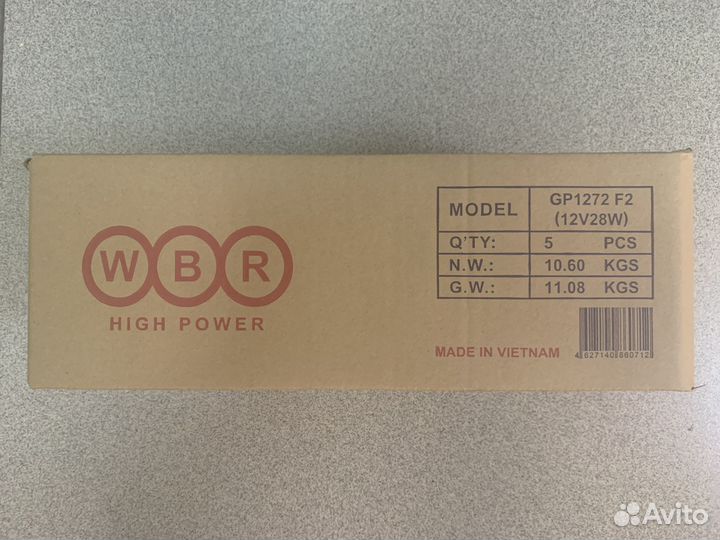 WBR
HIGH POWER
MODEL GP1272 F2
(12V28W)
Q'TY: 5 PCS
N.W.: 10.60 KGS
G.W.: 11.08 KGS
MADE IN VIETNAM
4627140860712
Avito